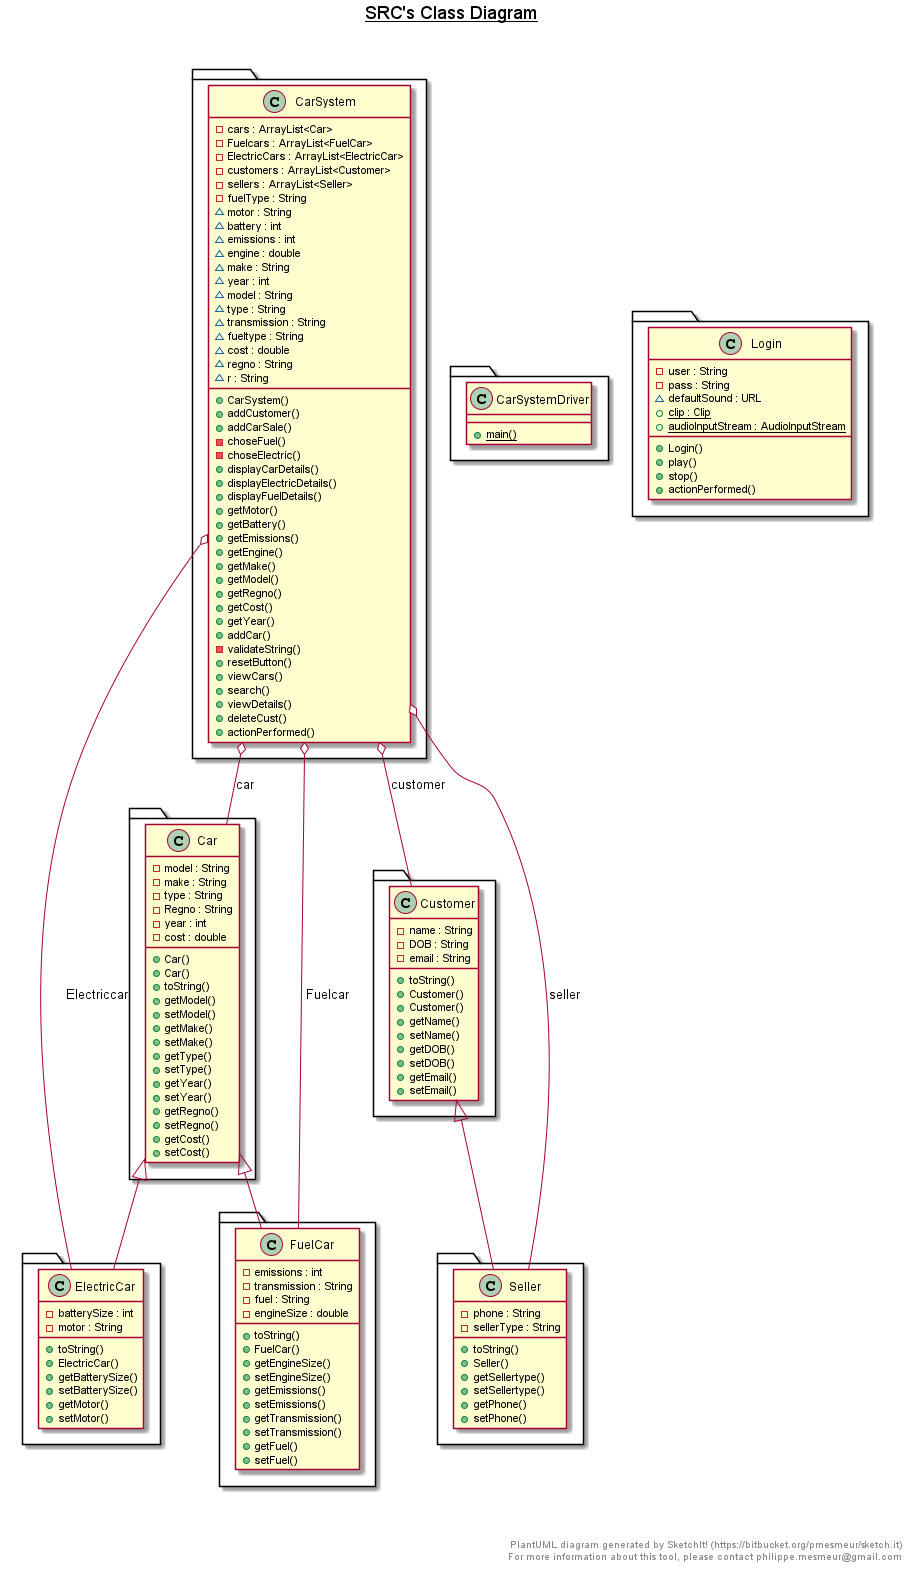 SRC's Class Diagram
C CarSystem
cars : ArrayList<Car>
Fuelcars : ArrayList<FuelCar>
ElectricCars : ArrayList<ElectricCar>
customers : ArrayList<Customer>
sellers : ArrayList<Seller>
fuelType : String
motor : String
battery : int
emissions : int
engine : double
make : String
year : int
model : String
type : String
transmission : String
fueltype : String
cost : double
regno : String
r : String
CarSystem()
addCustomer()
addCarSale()
choseFuel()
choseElectric()
displayCarDetails()
displayElectricDetails()
displayFuelDetails()
getMotor()
getBattery()
getEmissions()
getEngine()
getMake()
getModel()
getRegno()
getCost()
getYear()
addCar()
validateString()
resetButton()
viewCars()
search()
viewDetails()
deleteCust()
actionPerformed()
C CarSystemDriver
main()
C Login
user : String
pass : String
defaultSound : URL
clip : Clip
audioInputStream : AudioInputStream
Login()
play()
stop()
actionPerformed()
car
customer
Electriccar
Fuelcar
seller
C Car
model : String
make : String
type : String
Regno : String
year : int
cost : double
Car()
Car()
toString()
getModel()
setModel()
getMake()
setMake()
getType()
setType()
getYear()
setYear()
getRegno()
setRegno()
getCost()
setCost()
C Customer
name : String
DOB : String
email : String
toString()
Customer()
Customer()
getName()
setName()
getDOB()
setDOB()
getEmail()
setEmail()
C ElectricCar
batterySize : int
motor : String
toString()
ElectricCar()
getBatterySize()
setBatterySize()
getMotor()
setMotor()
C FuelCar
emissions : int
transmission : String
fuel : String
engineSize : double
toString()
FuelCar()
getEngineSize()
setEngineSize()
getEmissions()
setEmissions()
getTransmission()
setTransmission()
getFuel()
setFuel()
C Seller
phone : String
sellerType : String
toString()
Seller()
getSellertype()
setSellertype()
getPhone()
setPhone()
PlantUML diagram generated by SketchIt! (https://bitbucket.org/pmesmeur/sketch.it)
For more information about this tool, please contact philippe.mesmeur@gmail.com